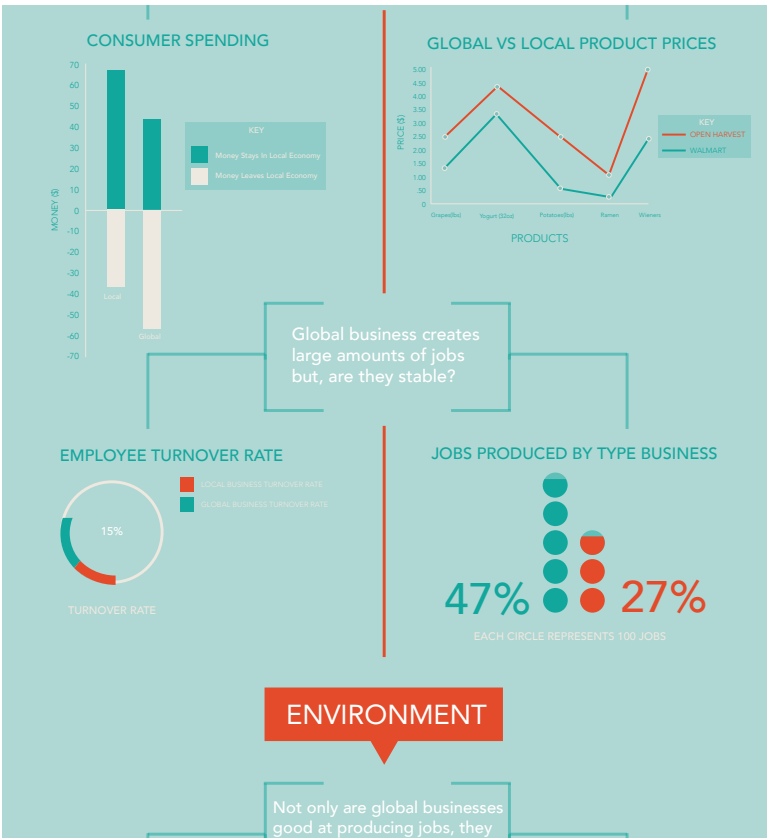 CONSUMER SPENDING
70
60
50
40
30
20
10
0
-10
-20
-30
-40
-50
-60
-70
MONEY ($)
Local
Global
KEY
Money Stays In Local Economy
Money Leaves Local Economy
GLOBAL VS LOCAL PRODUCT PRICES
5.00
4.50
4.00
3.50
3.00
2.50
2.00
1.50
1.00
.50
0
PRICE ($)
Grapes(lbs)
Yogurt (32oz)
Potatoes(lbs)
Ramen
Wieners
PRODUCTS
KEY
OPEN HARVEST
WALMART
Global business creates
large amounts of jobs
but, are they stable?
EMPLOYEE TURNOVER RATE
LOCAL BUSINESS TURNOVER RATE
GLOBAL BUSINESS TURNOVER RATE
15%
TURNOVER RATE
JOBS PRODUCED BY TYPE BUSINESS
47%
27%
EACH CIRCLE REPRESENTS 100 JOBS
ENVIRONMENT
Not only are global businesses
good at producing jobs, they